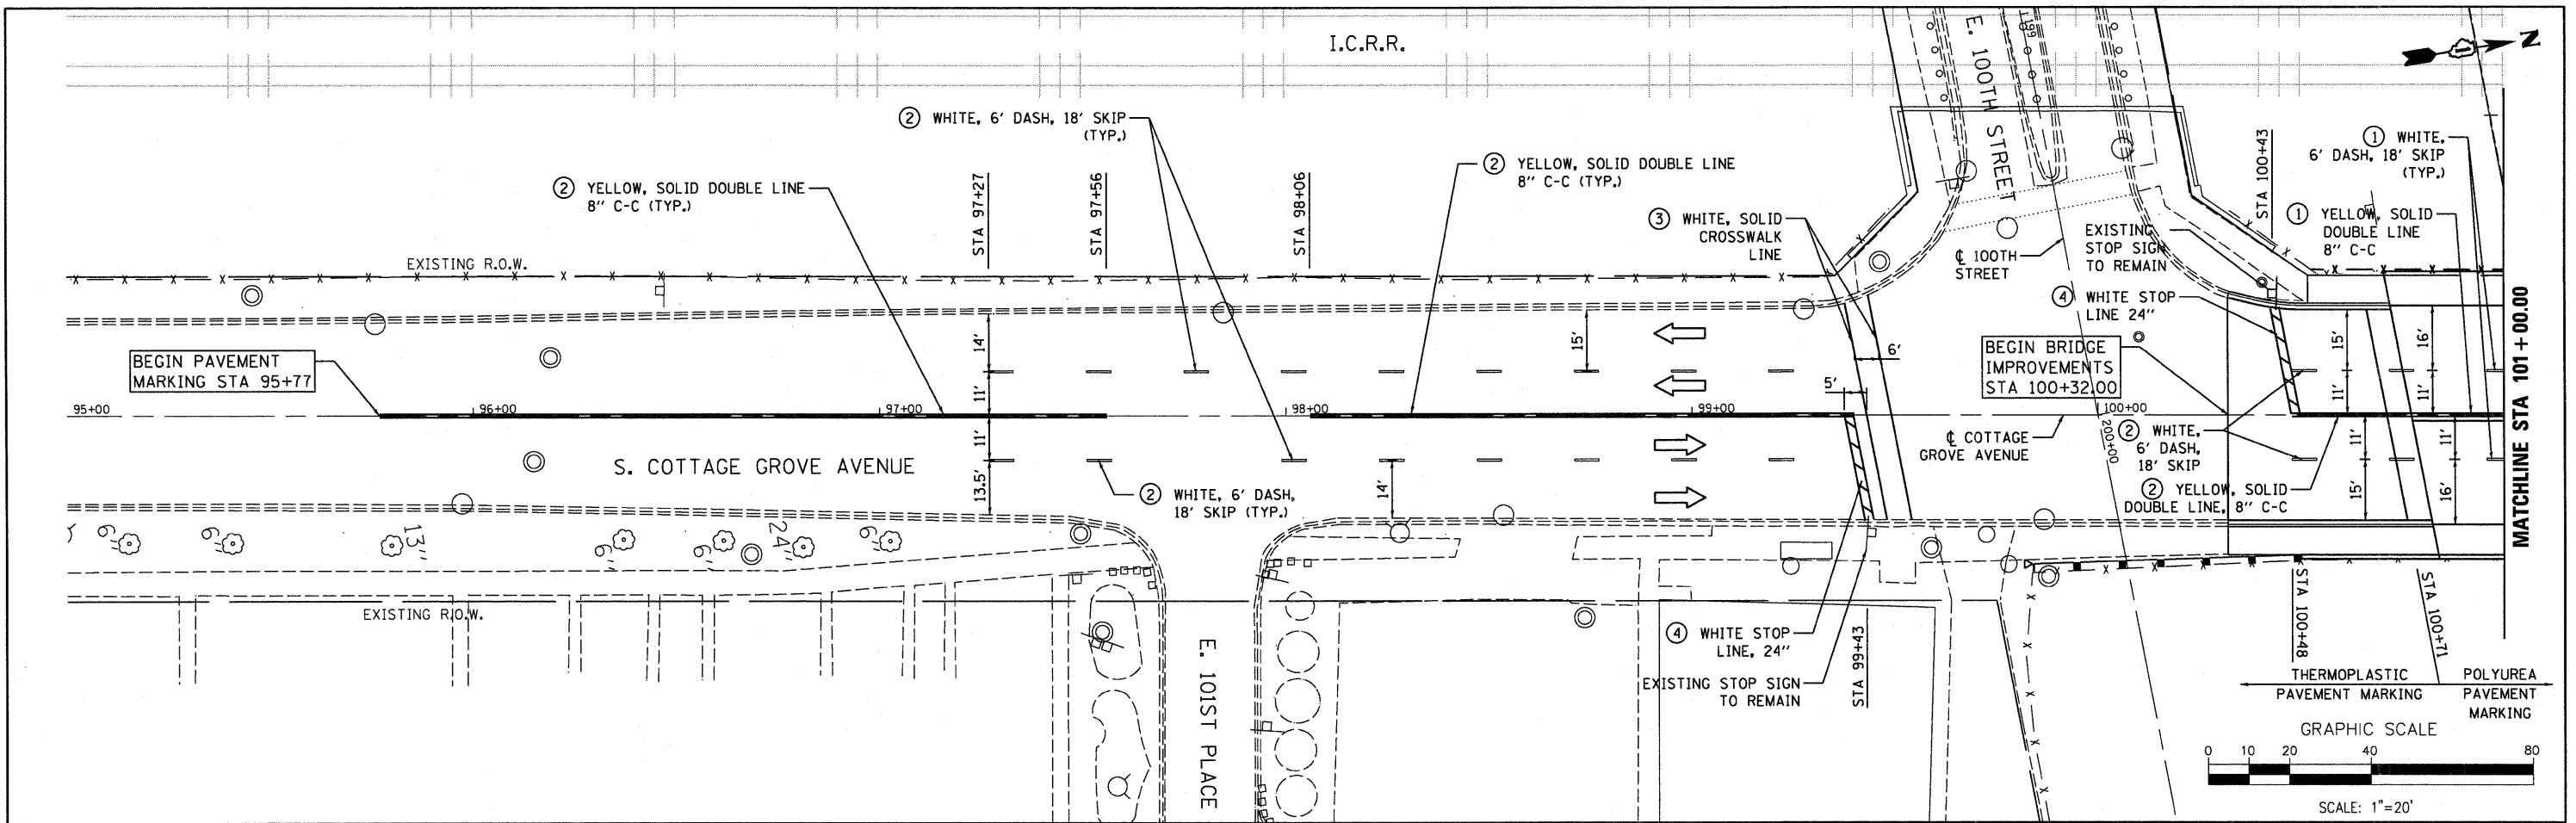 I.C.R.R.
E. 100TH STREET
199
N
② WHITE, 6' DASH, 18' SKIP
(TYP.)
② YELLOW, SOLID DOUBLE LINE
8'' C-C (TYP.)
STA 97+27
STA 97+56
STA 98+06
② YELLOW, SOLID DOUBLE LINE
8'' C-C (TYP.)
③ WHITE, SOLID
CROSSWALK
LINE
STA 100+43
① WHITE,
6' DASH, 18' SKIP
(TYP.)
① YELLOW, SOLID
DOUBLE LINE
8'' C-C
EXISTING
STOP SIGN
TO REMAIN
℄ 100TH
STREET
④ WHITE STOP
LINE 24''
EXISTING R.O.W.
BEGIN PAVEMENT
MARKING STA 95+77
BEGIN BRIDGE
IMPROVEMENTS
STA 100+32.00
MATCHLINE STA 101+00.00
14'
11'
11'
13.5'
15'
14'
6'
5'
15'
11'
16'
11'
11'
15'
11'
16'
95+00
96+00
97+00
98+00
99+00
100+00
200+00
S. COTTAGE GROVE AVENUE
℄ COTTAGE
GROVE AVENUE
② WHITE, 6' DASH,
18' SKIP (TYP.)
② WHITE,
6' DASH,
18' SKIP
② YELLOW, SOLID
DOUBLE LINE, 8'' C-C
6''
6''
13''
6''
6''
24''
6''
EXISTING R.O.W.
E. 101ST PLACE
④ WHITE STOP
LINE, 24''
EXISTING STOP SIGN
TO REMAIN
STA 99+43
STA 100+48
STA 100+71
THERMOPLASTIC
PAVEMENT MARKING
POLYUREA
PAVEMENT
MARKING
GRAPHIC SCALE
0 10 20 40 80
SCALE: 1"=20'